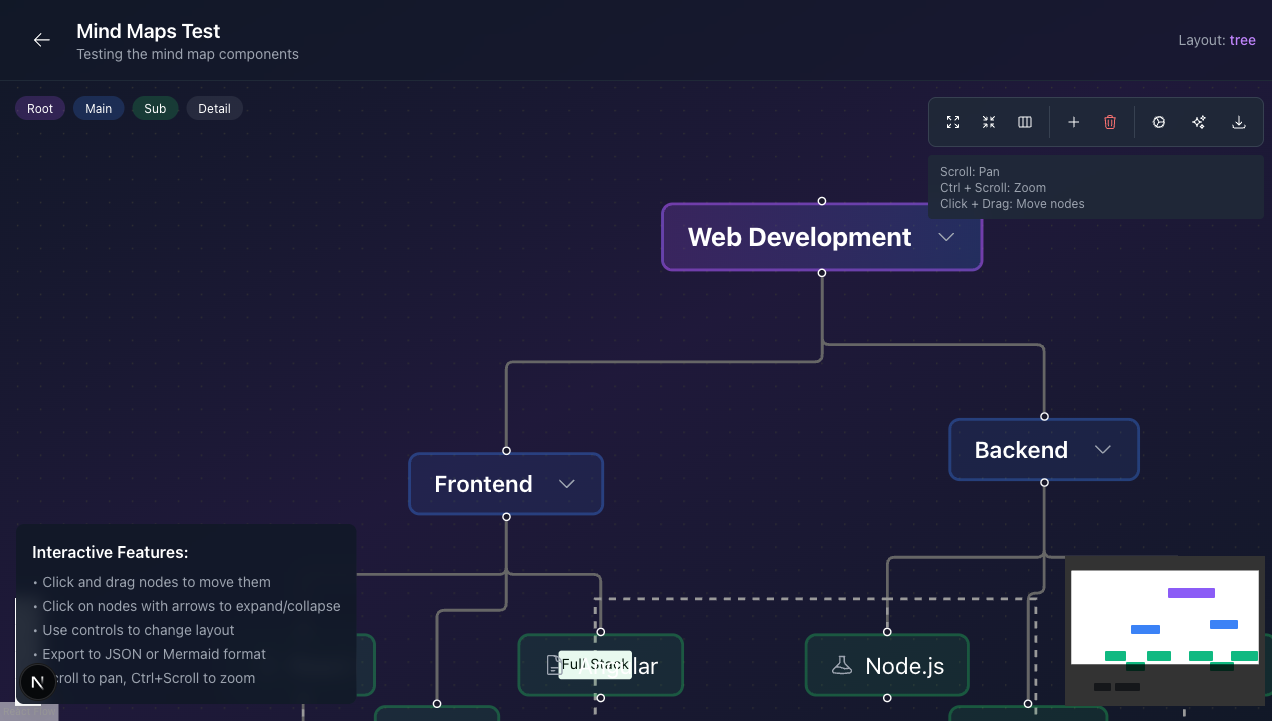 Mind Maps Test
Testing the mind map components
Layout: tree
Root
Main
Sub
Detail
Scroll: Pan
Ctrl + Scroll: Zoom
Click + Drag: Move nodes
Web Development
Backend
Frontend
Interactive Features:
• Click and drag nodes to move them
• Click on nodes with arrows to expand/collapse
• Use controls to change layout
• Export to JSON or Mermaid format
croll to pan, Ctrl+Scroll to zoom
N
Full Stack
ular
Node.js